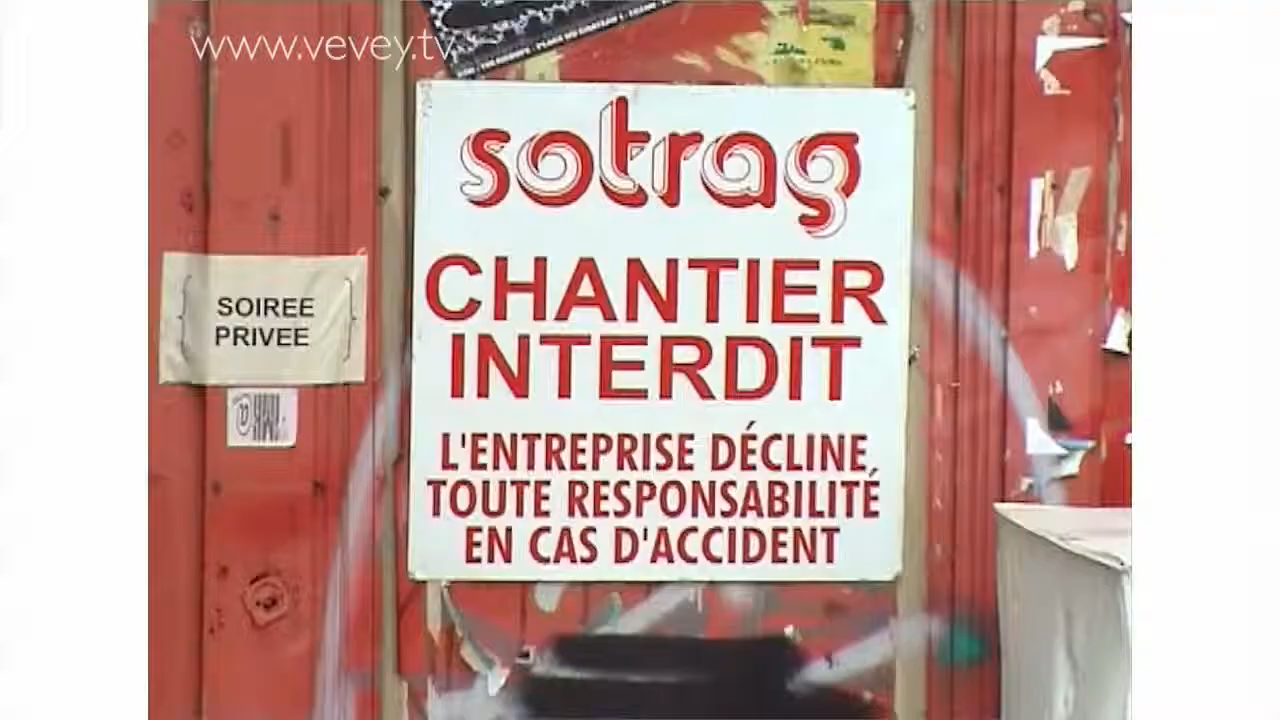 www.vevey.tv
sotrag
CHANTIER
INTERDIT
L'ENTREPRISE DÉCLINE
TOUTE RESPONSABILITÉ
EN CAS D'ACCIDENT
SOIREE
PRIVEE